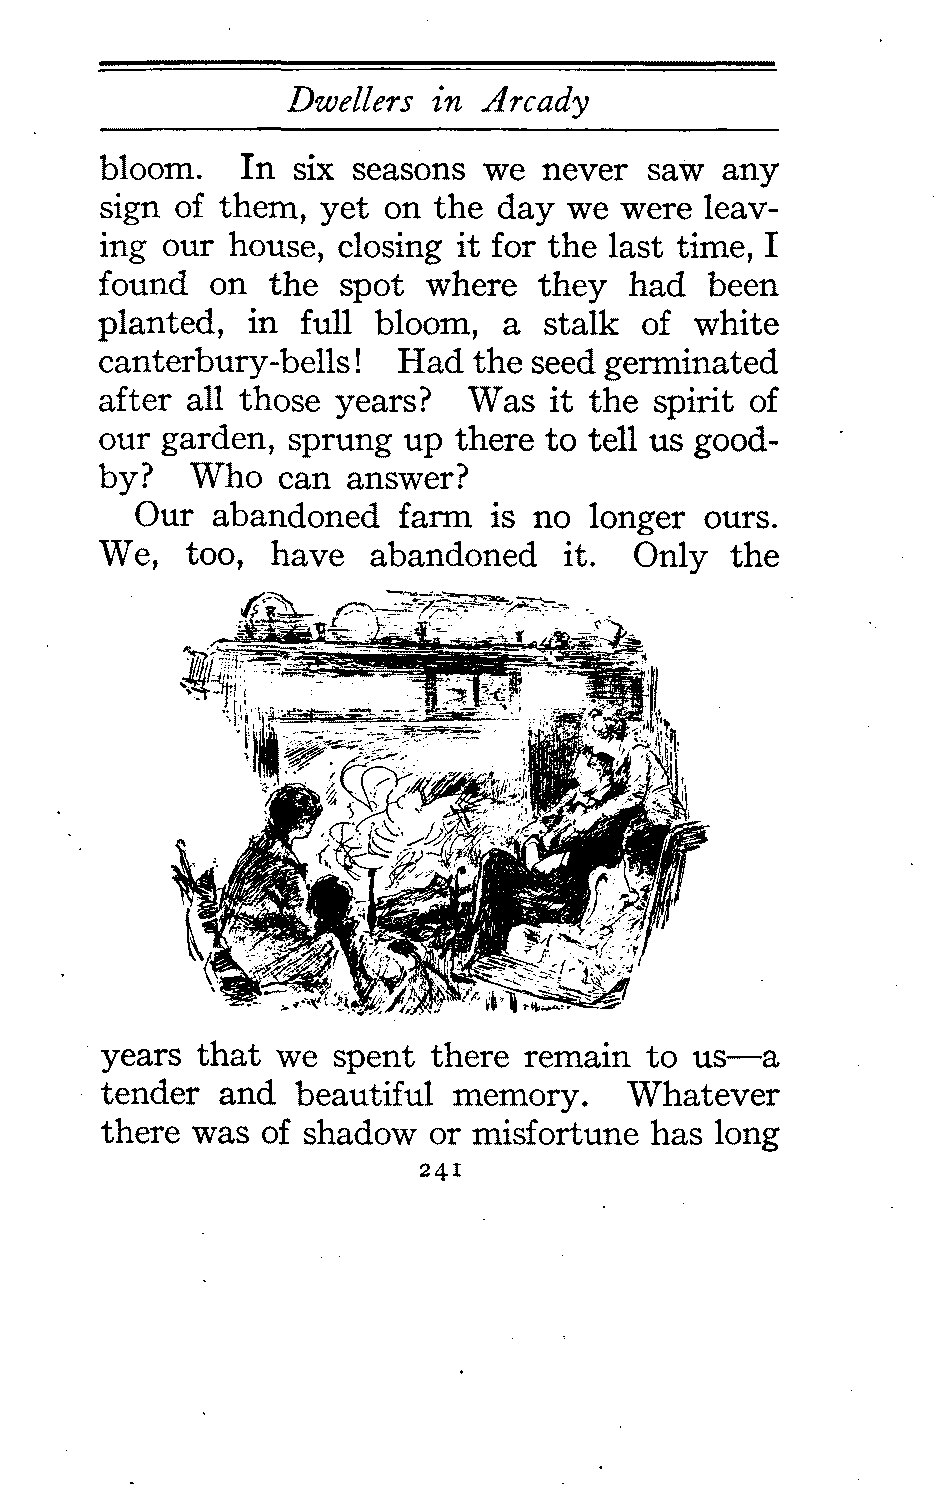 Dwellers in Arcady
bloom. In six seasons we never saw any
sign of them, yet on the day we were leav-
ing our house, closing it for the last time, I
found on the spot where they had been
planted, in full bloom, a stalk of white
canterbury-bells! Had the seed germinated
after all those years? Was it the spirit of
our garden, sprung up there to tell us good-
by? Who can answer?
Our abandoned farm is no longer ours.
We, too, have abandoned it. Only the
years that we spent there remain to us—a
tender and beautiful memory. Whatever
there was of shadow or misfortune has long
241